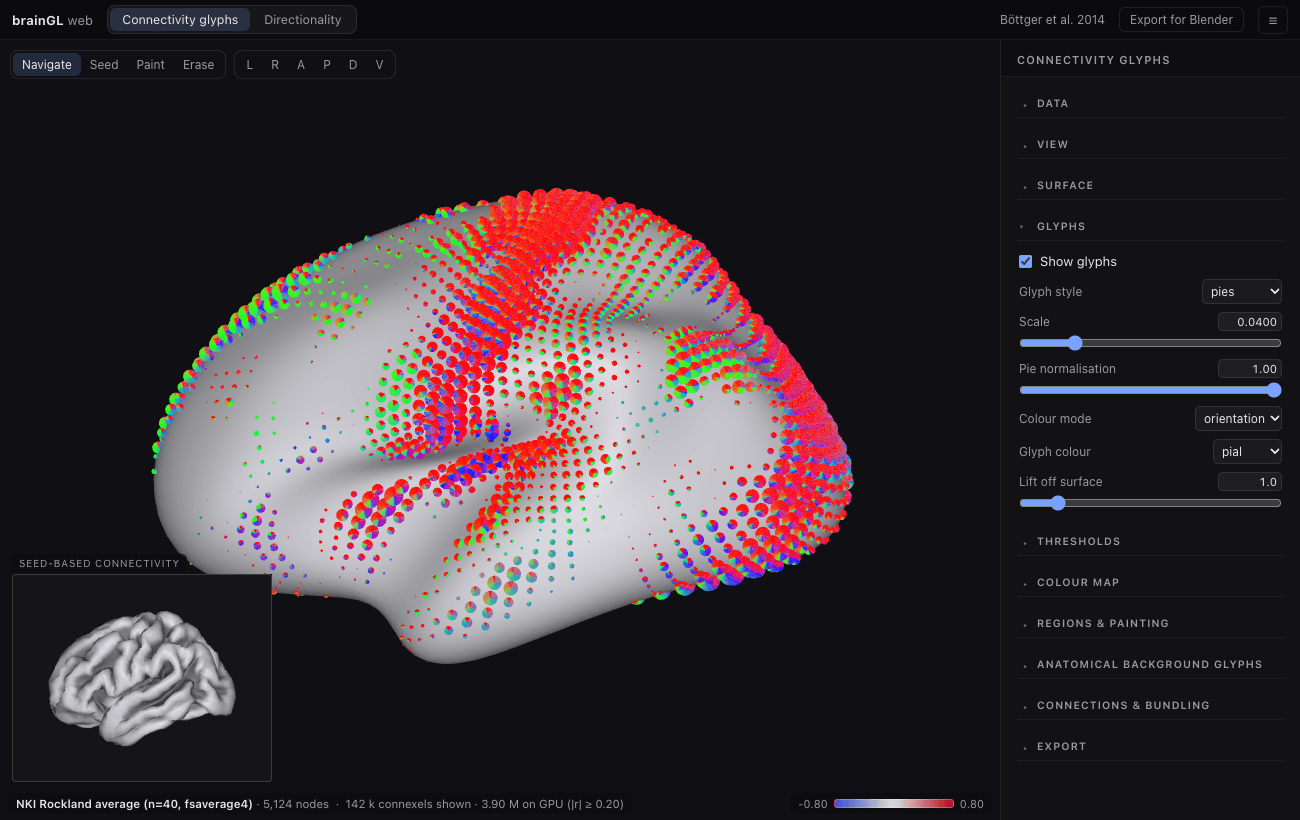 brainGL web
Connectivity glyphs
Directionality
Böttger et al. 2014
Export for Blender
≡
Navigate
Seed
Paint
Erase
L R A P D V
CONNECTIVITY GLYPHS
DATA
VIEW
SURFACE
GLYPHS
Show glyphs
Glyph style
pies
Scale
0.0400
Pie normalisation
1.00
Colour mode
orientation
Glyph colour
pial
Lift off surface
1.0
THRESHOLDS
COLOUR MAP
REGIONS & PAINTING
ANATOMICAL BACKGROUND GLYPHS
CONNECTIONS & BUNDLING
EXPORT
SEED-BASED CONNECTIVITY
NKI Rockland average (n=40, fsaverage4) · 5,124 nodes · 142 k connexels shown · 3.90 M on GPU (|r| ≥ 0.20)
-0.80
0.80